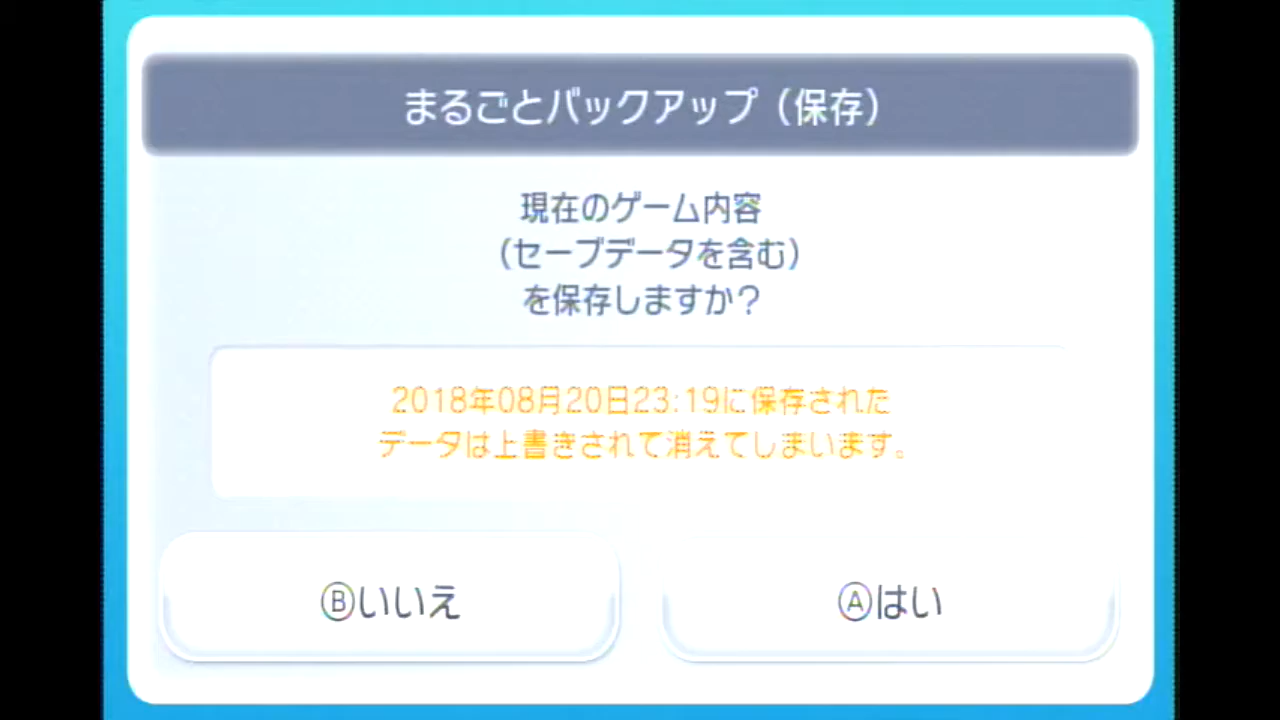 まるごとバックアップ（保存）
現在のゲーム内容
（セーブデータを含む）
を保存しますか？
2018年08月20日23:19に保存された
データは上書きされて消えてしまいます。
Ⓑいいえ
Ⓐはい